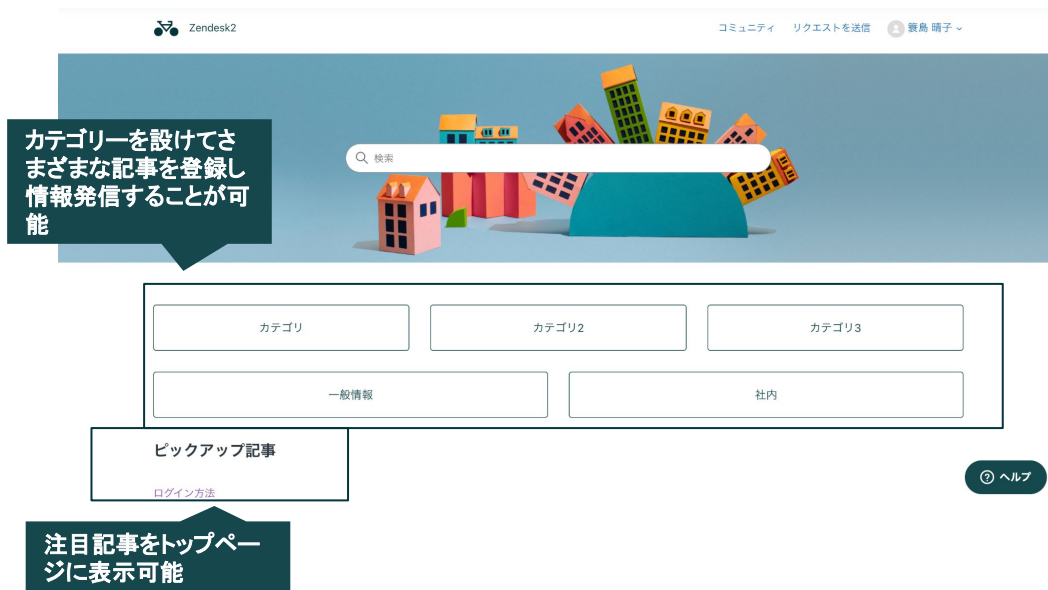 Zendesk2
コミュニティ リクエストを送信 簑島 晴子
カテゴリーを設けてさ
まざまな記事を登録し
情報発信することが可
能
検索
カテゴリ
カテゴリ2
カテゴリ3
一般情報
社内
ピックアップ記事
ログイン方法
ヘルプ
注目記事をトップペー
ジに表示可能